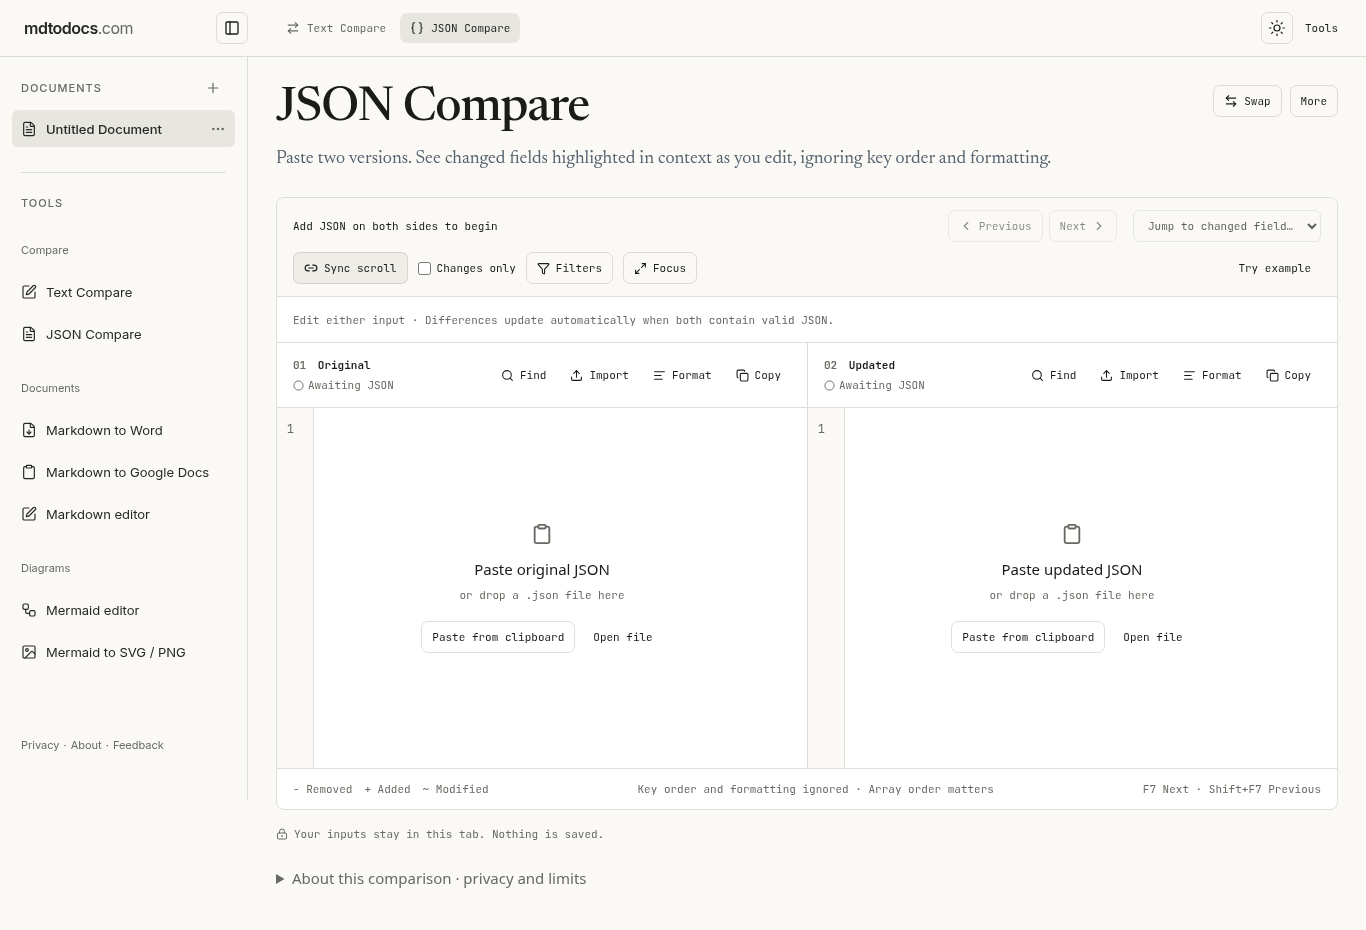 mdtodocs.com
Text Compare
JSON Compare
Tools
DOCUMENTS
Untitled Document
TOOLS
Compare
Text Compare
JSON Compare
Documents
Markdown to Word
Markdown to Google Docs
Markdown editor
Diagrams
Mermaid editor
Mermaid to SVG / PNG
Privacy · About · Feedback
JSON Compare
Swap
More
Paste two versions. See changed fields highlighted in context as you edit, ignoring key order and formatting.
Add JSON on both sides to begin
Previous
Next
Jump to changed field…
Sync scroll
Changes only
Filters
Focus
Try example
Edit either input · Differences update automatically when both contain valid JSON.
01 Original
Awaiting JSON
Find
Import
Format
Copy
02 Updated
Awaiting JSON
Find
Import
Format
Copy
1
Paste original JSON
or drop a .json file here
Paste from clipboard
Open file
1
Paste updated JSON
or drop a .json file here
Paste from clipboard
Open file
- Removed + Added ~ Modified
Key order and formatting ignored · Array order matters
F7 Next · Shift+F7 Previous
Your inputs stay in this tab. Nothing is saved.
About this comparison · privacy and limits